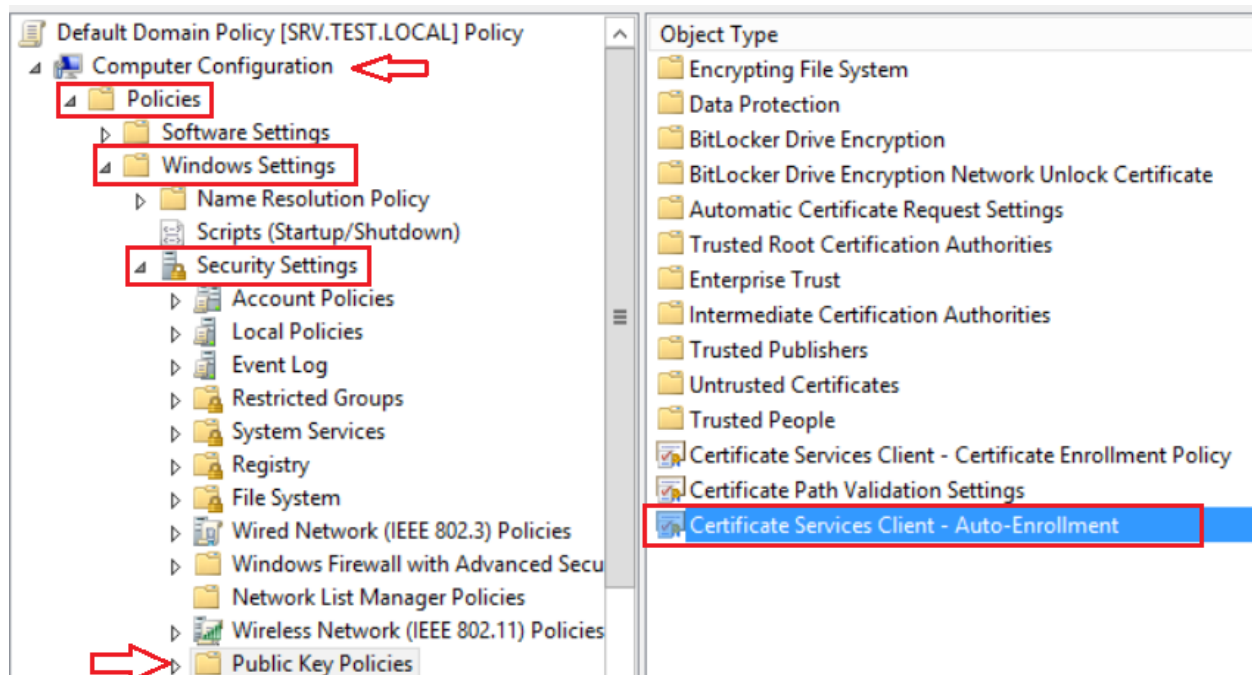 Default Domain Policy [SRV.TEST.LOCAL] Policy
Computer Configuration
Policies
Software Settings
Windows Settings
Name Resolution Policy
Scripts (Startup/Shutdown)
Security Settings
Account Policies
Local Policies
Event Log
Restricted Groups
System Services
Registry
File System
Wired Network (IEEE 802.3) Policies
Windows Firewall with Advanced Secu
Network List Manager Policies
Wireless Network (IEEE 802.11) Policies
Public Key Policies
Object Type
Encrypting File System
Data Protection
BitLocker Drive Encryption
BitLocker Drive Encryption Network Unlock Certificate
Automatic Certificate Request Settings
Trusted Root Certification Authorities
Enterprise Trust
Intermediate Certification Authorities
Trusted Publishers
Untrusted Certificates
Trusted People
Certificate Services Client - Certificate Enrollment Policy
Certificate Path Validation Settings
Certificate Services Client - Auto-Enrollment